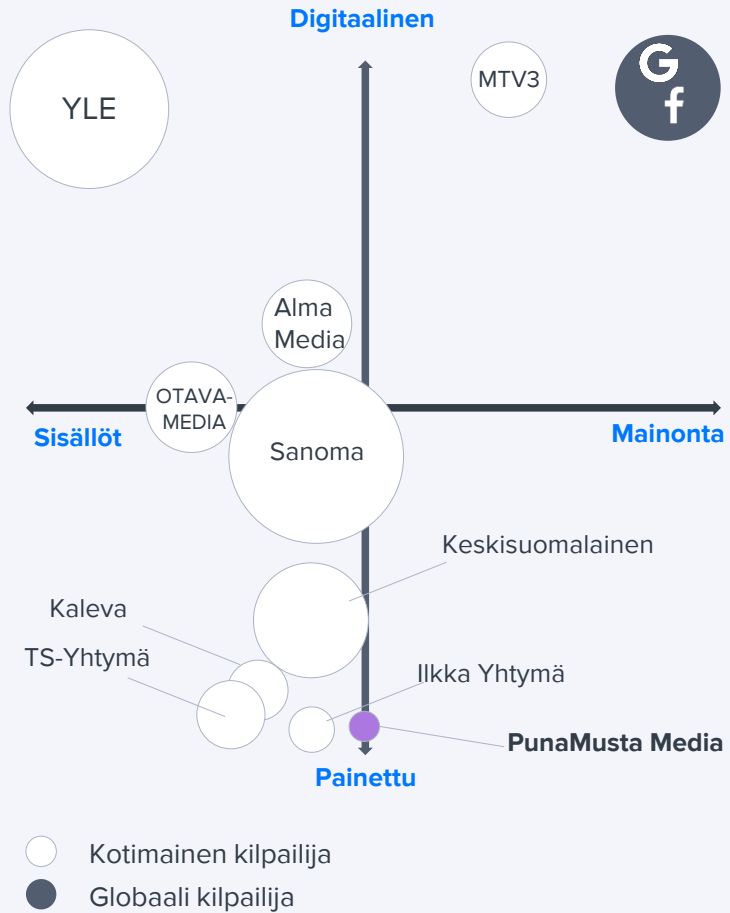 Digitaalinen
YLE
MTV3
G
f
Alma
Media
OTAVA-
MEDIA
Sisällöt
Mainonta
Sanoma
Keskisuomalainen
Kaleva
TS-Yhtymä
Ilkka Yhtymä
PunaMusta Media
Painettu
Kotimainen kilpailija
Globaali kilpailija